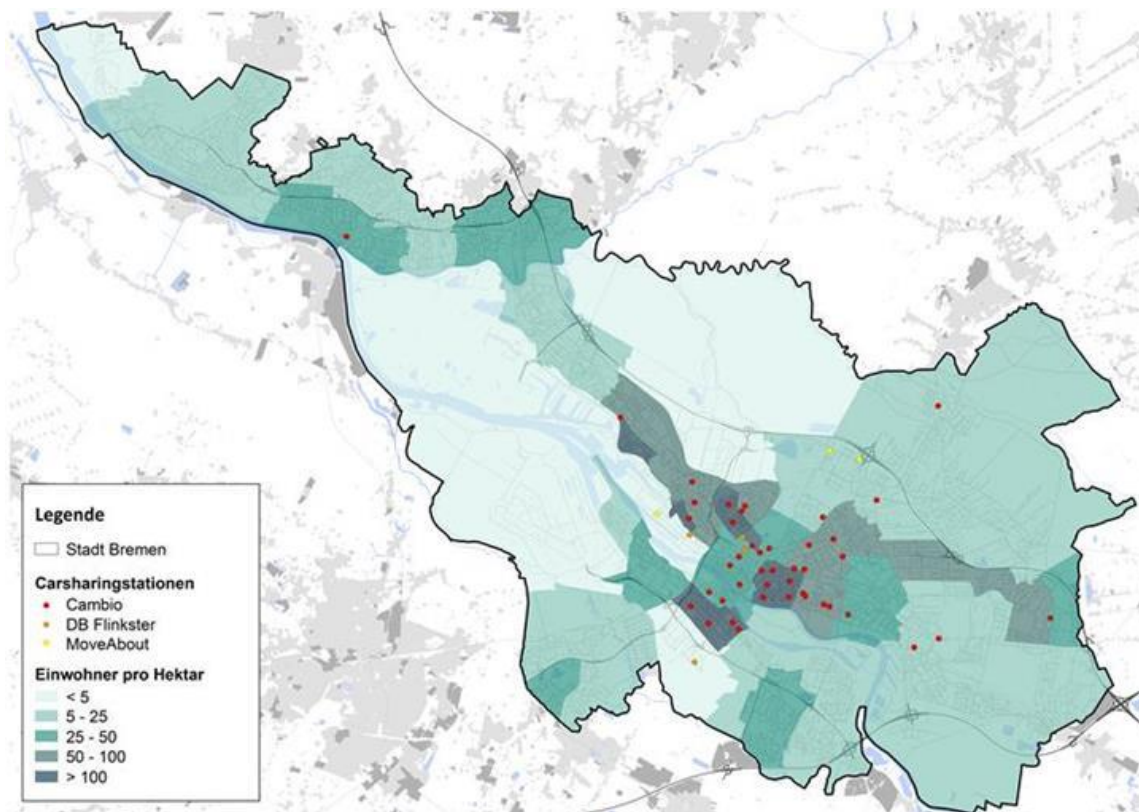 Legende
Stadt Bremen
Carsharingstationen
Cambio
DB Flinkster
MoveAbout
Einwohner pro Hektar
< 5
5 - 25
25 - 50
50 - 100
> 100